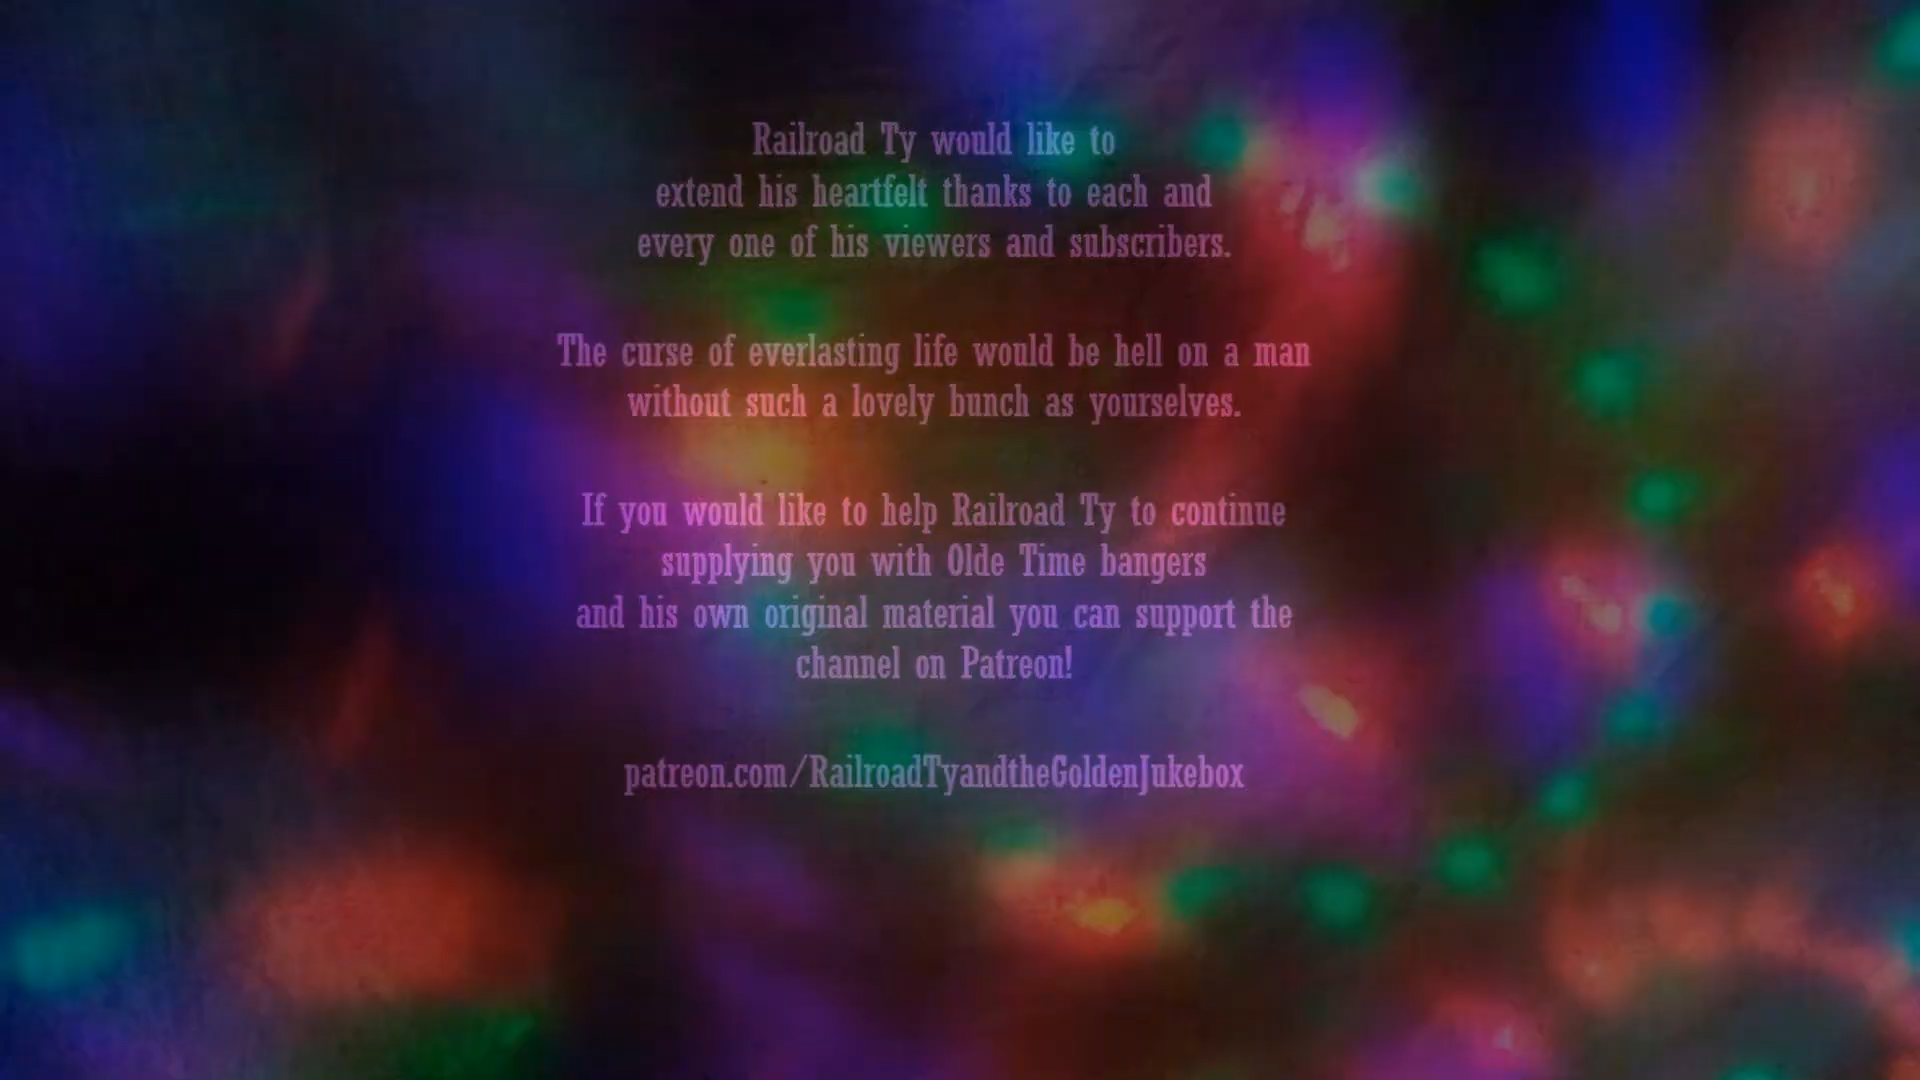 Railroad Ty would like to
extend his heartfelt thanks to each and
every one of his viewers and subscribers.
The curse of everlasting life would be hell on a man
without such a lovely bunch as yourselves.
If you would like to help Railroad Ty to continue
supplying you with Olde Time bangers
and his own original material you can support the
channel on Patreon!
patreon.com/RailroadTyandtheGoldenJukebox